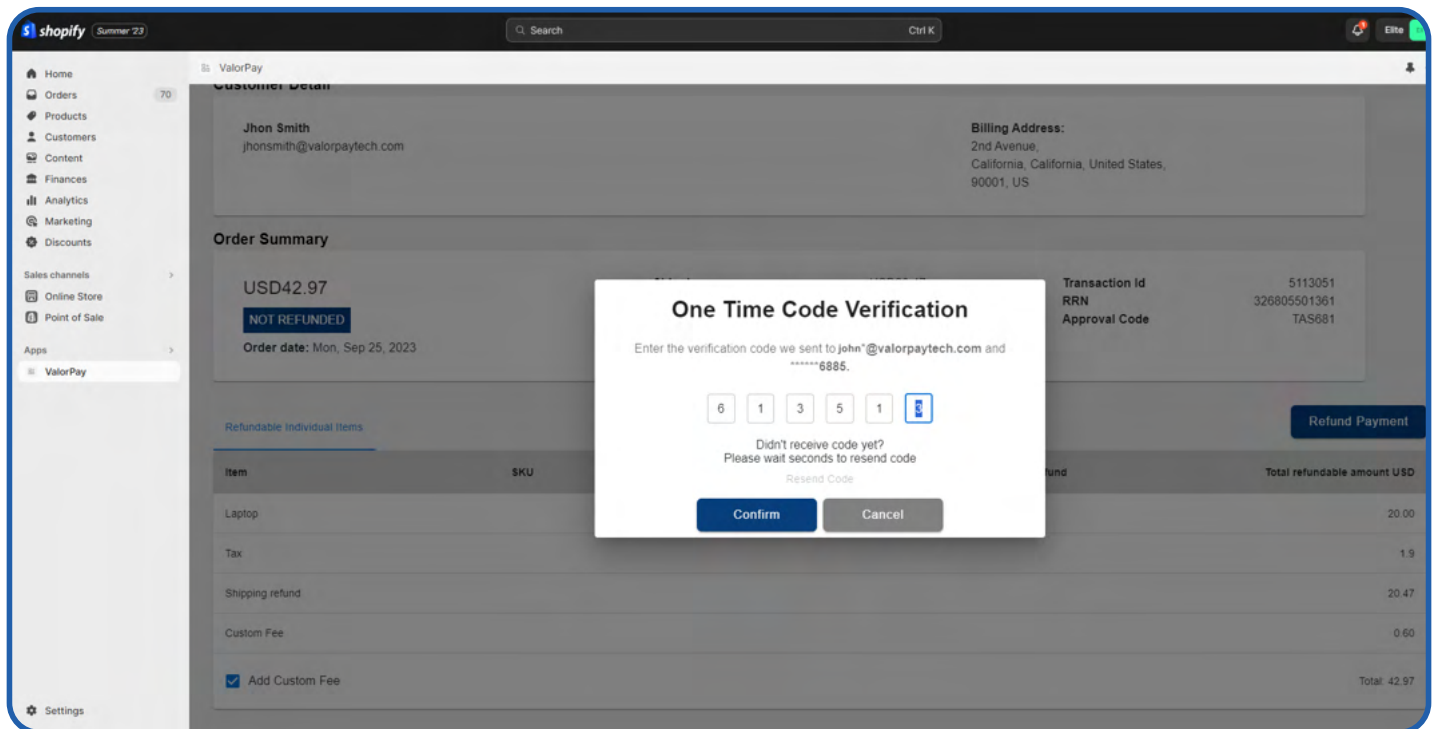 shopify Summer '23
Search Ctrl K
Elite
Home
Orders 70
Products
Customers
Content
Finances
Analytics
Marketing
Discounts
Sales channels
Online Store
Point of Sale
Apps
ValorPay
Settings
ValorPay
Customer Detail
Jhon Smith
jhonsmith@valorpaytech.com
Billing Address:
2nd Avenue,
California, California, United States,
90001, US
Order Summary
USD42.97
NOT REFUNDED
Order date: Mon, Sep 25, 2023
Transaction Id 5113051
RRN 326805501361
Approval Code TAS681
One Time Code Verification
Enter the verification code we sent to john*@valorpaytech.com and
******6885.
6 1 3 5 1 3
Didn't receive code yet?
Please wait seconds to resend code
Resend Code
Confirm Cancel
Refundable Individual Items
Refund Payment
Item SKU Total refundable amount USD
Laptop 20.00
Tax 1.9
Shipping refund 20.47
Custom Fee 0.60
Add Custom Fee Total: 42.97